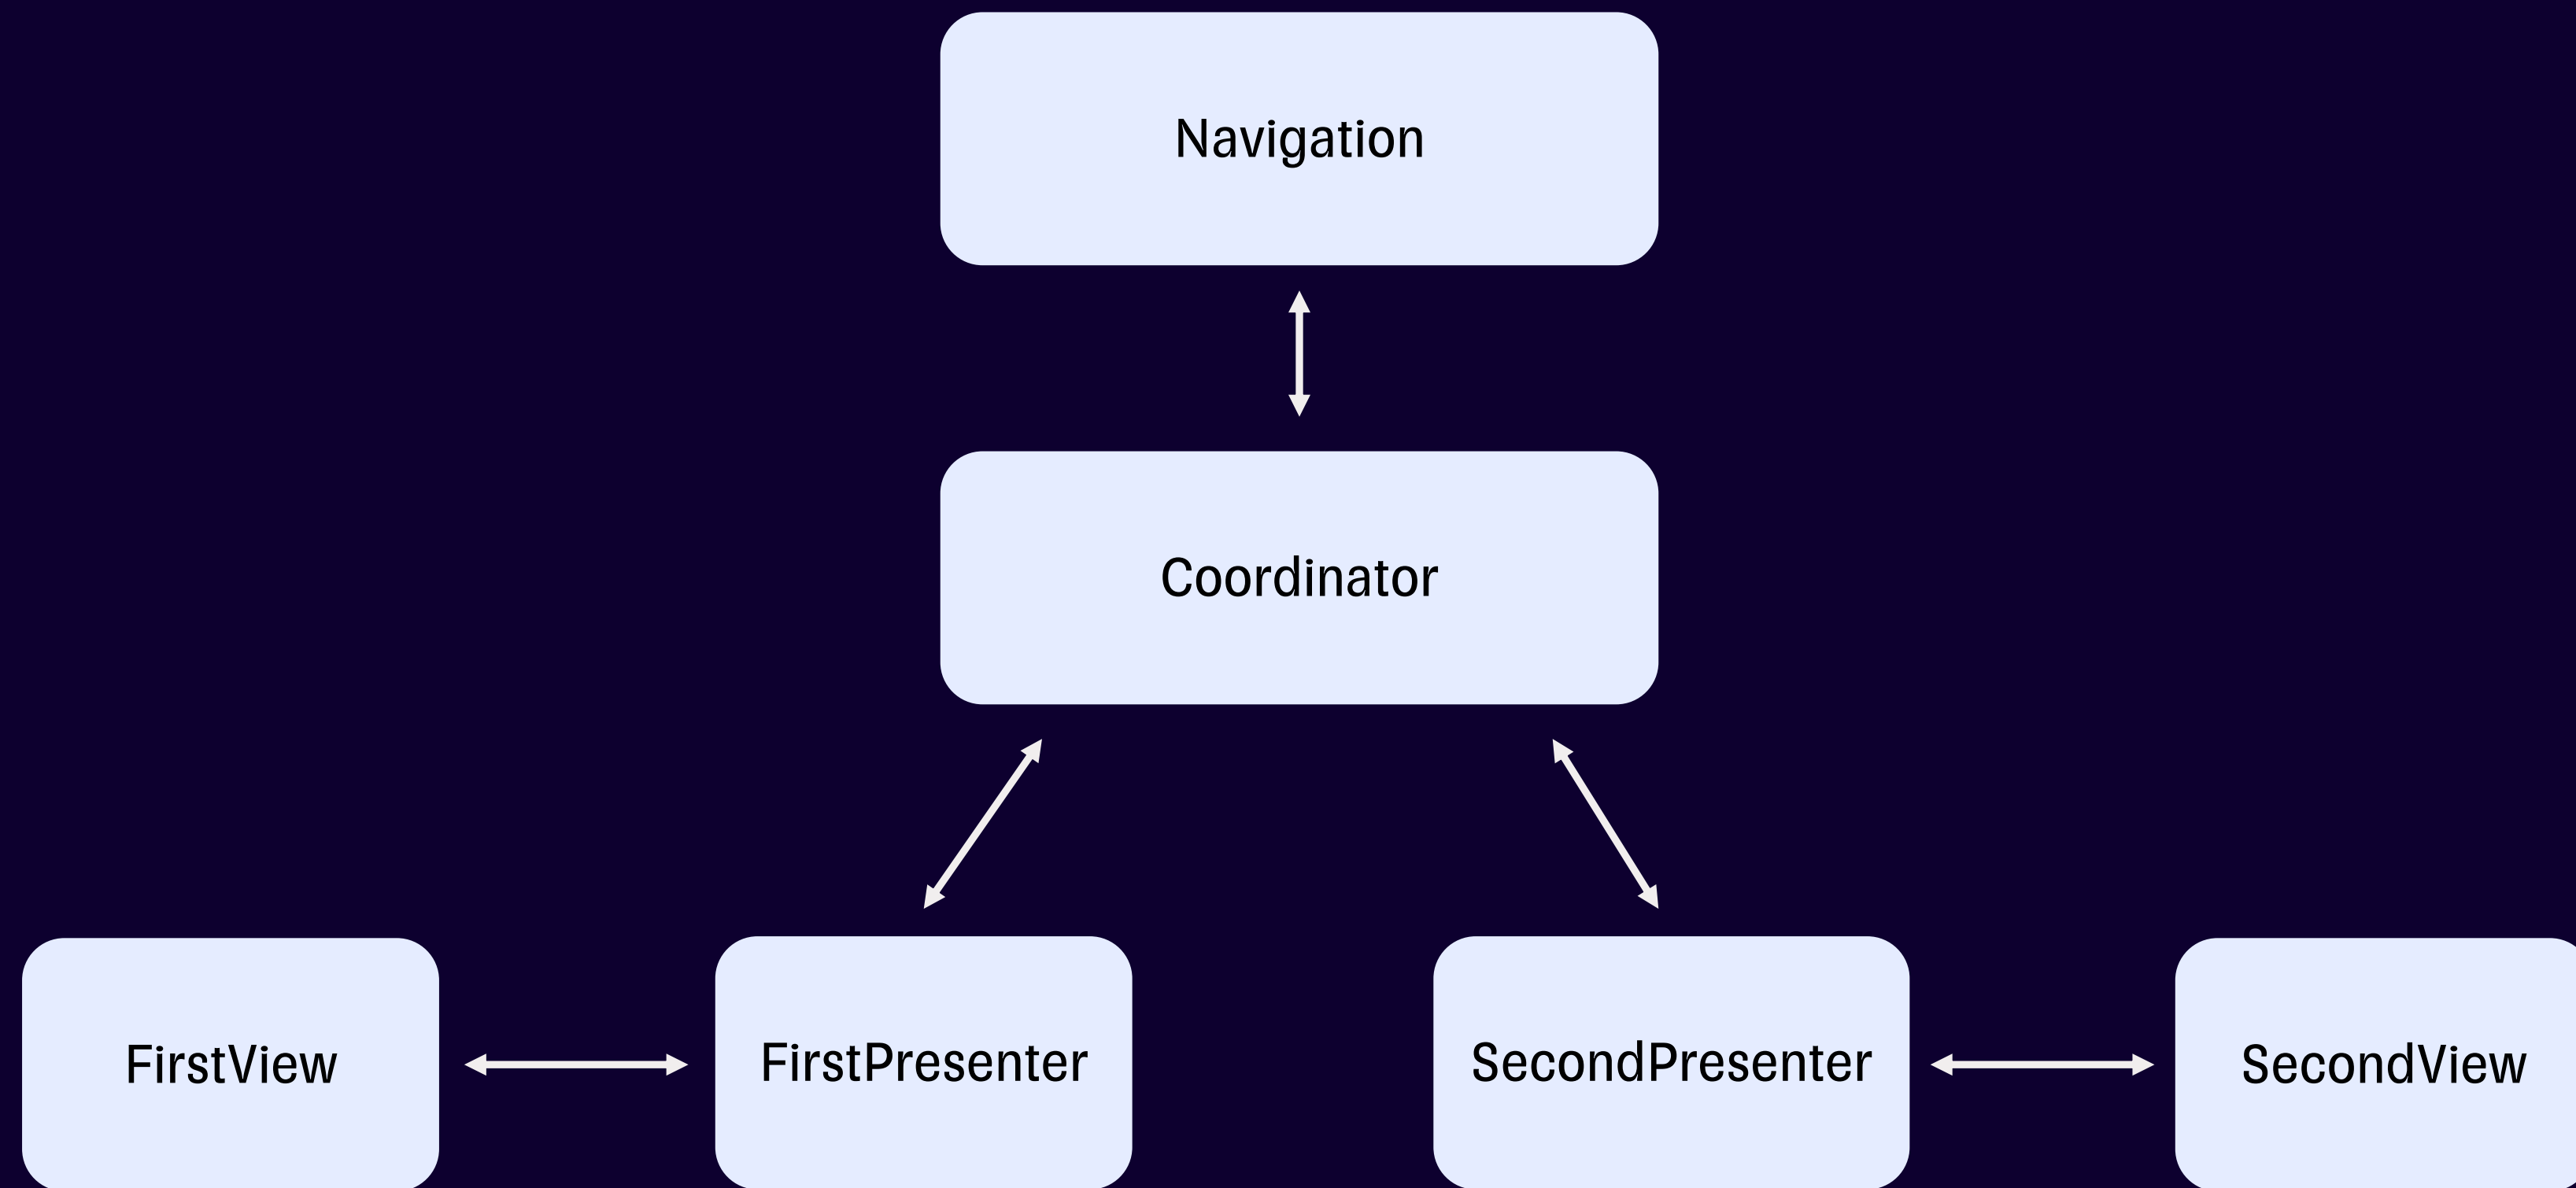 Navigation
Coordinator
FirstView
FirstPresenter
SecondPresenter
SecondView